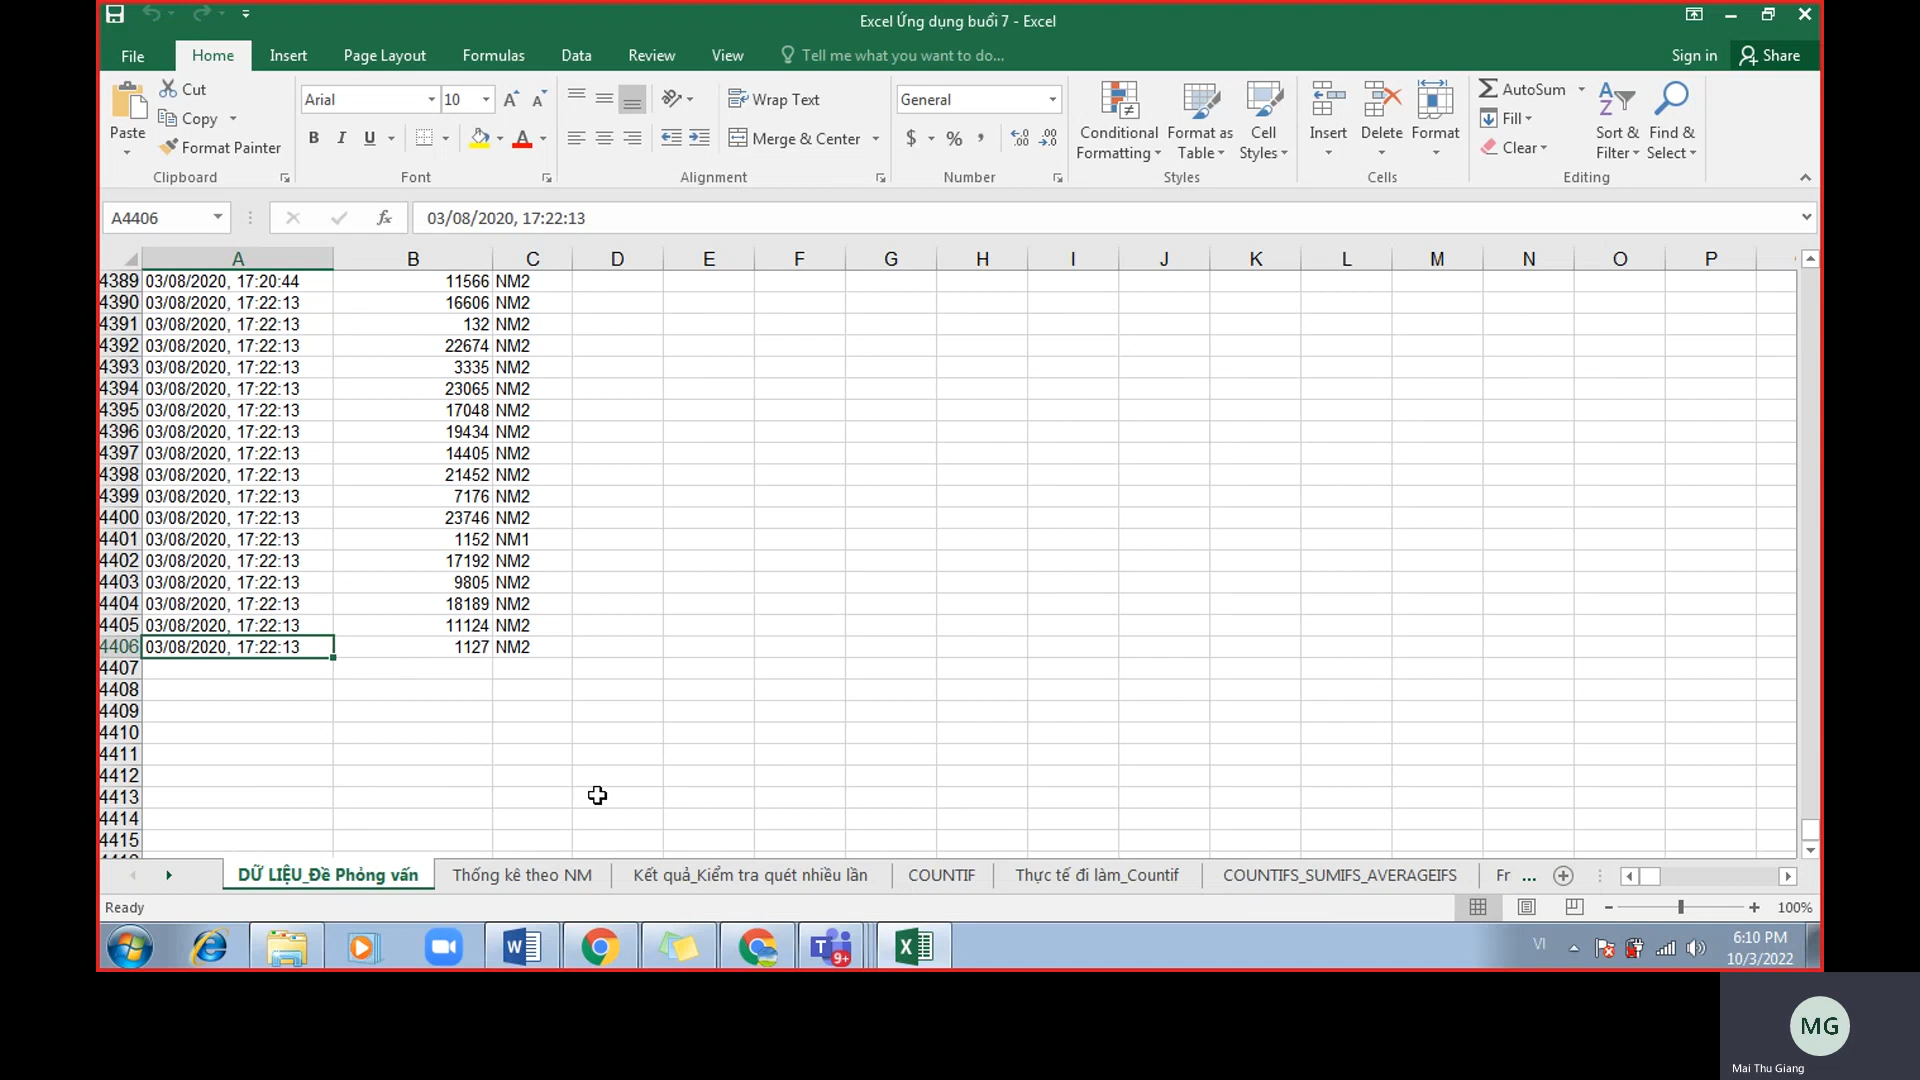 Excel Ứng dụng buổi 7 - Excel
File Home Insert Page Layout Formulas Data Review View Tell me what you want to do... Sign in Share
Paste Cut Copy Format Painter Clipboard
Arial 10 B I U Font
Wrap Text Merge & Center Alignment
General $ % , Number
Conditional Formatting Format as Table Cell Styles Styles
Insert Delete Format Cells
AutoSum Fill Clear Sort & Filter Find & Select Editing
A4406 fx 03/08/2020, 17:22:13
A B C D E F G H I J K L M N O P
4389 03/08/2020, 17:20:44 11566 NM2
4390 03/08/2020, 17:22:13 16606 NM2
4391 03/08/2020, 17:22:13 132 NM2
4392 03/08/2020, 17:22:13 22674 NM2
4393 03/08/2020, 17:22:13 3335 NM2
4394 03/08/2020, 17:22:13 23065 NM2
4395 03/08/2020, 17:22:13 17048 NM2
4396 03/08/2020, 17:22:13 19434 NM2
4397 03/08/2020, 17:22:13 14405 NM2
4398 03/08/2020, 17:22:13 21452 NM2
4399 03/08/2020, 17:22:13 7176 NM2
4400 03/08/2020, 17:22:13 23746 NM2
4401 03/08/2020, 17:22:13 1152 NM1
4402 03/08/2020, 17:22:13 17192 NM2
4403 03/08/2020, 17:22:13 9805 NM2
4404 03/08/2020, 17:22:13 18189 NM2
4405 03/08/2020, 17:22:13 11124 NM2
4406 03/08/2020, 17:22:13 1127 NM2
4407
4408
4409
4410
4411
4412
4413
4414
4415
DỮ LIỆU_Đề Phỏng vấn Thống kê theo NM Kết quả_Kiểm tra quét nhiều lần COUNTIF Thực tế đi làm_Countif COUNTIFS_SUMIFS_AVERAGEIFS Fr ...
Ready 100%
9+ VI 6:10 PM
10/3/2022
MG
Mai Thu Giang